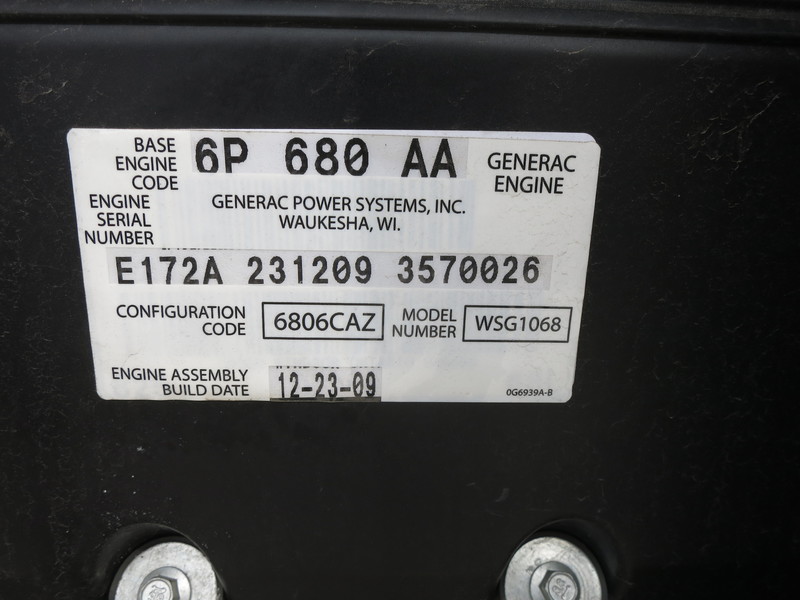 BASE ENGINE CODE 6P 680 AA GENERAC ENGINE
GENERAC POWER SYSTEMS, INC.
WAUKESHA, WI.
ENGINE SERIAL NUMBER
E172A 231209 3570026
CONFIGURATION CODE 6806CAZ MODEL NUMBER WSG1068
ENGINE ASSEMBLY BUILD DATE 12-23-09
0G6939A-B